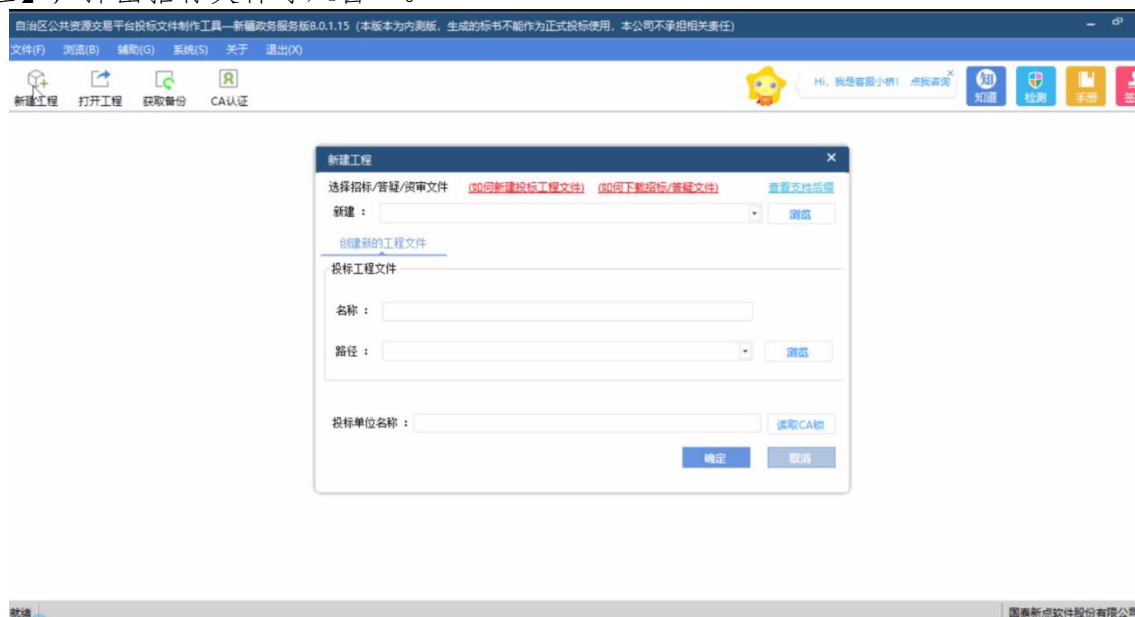 自治区公共资源交易平台投标文件制作工具—新疆政务服务版8.0.1.15（本版本为内测版，生成的标书不能作为正式投标使用，本公司不承担相关责任）
文件(F) 浏览(B) 辅助(G) 系统(S) 关于 退出(X)
新建工程 打开工程 获取备份 CA认证
Hi，我是客服小桥！ 点我咨询
知道 检测 手册
新建工程
选择招标/答疑/资审文件 (如何新建投标工程文件) (如何下载招标/答疑文件) 查看支持后缀
新建： 浏览
创建新的工程文件
投标工程文件
名称：
路径： 浏览
投标单位名称： 读取CA锁
确定 取消
就绪 国泰新点软件股份有限公司